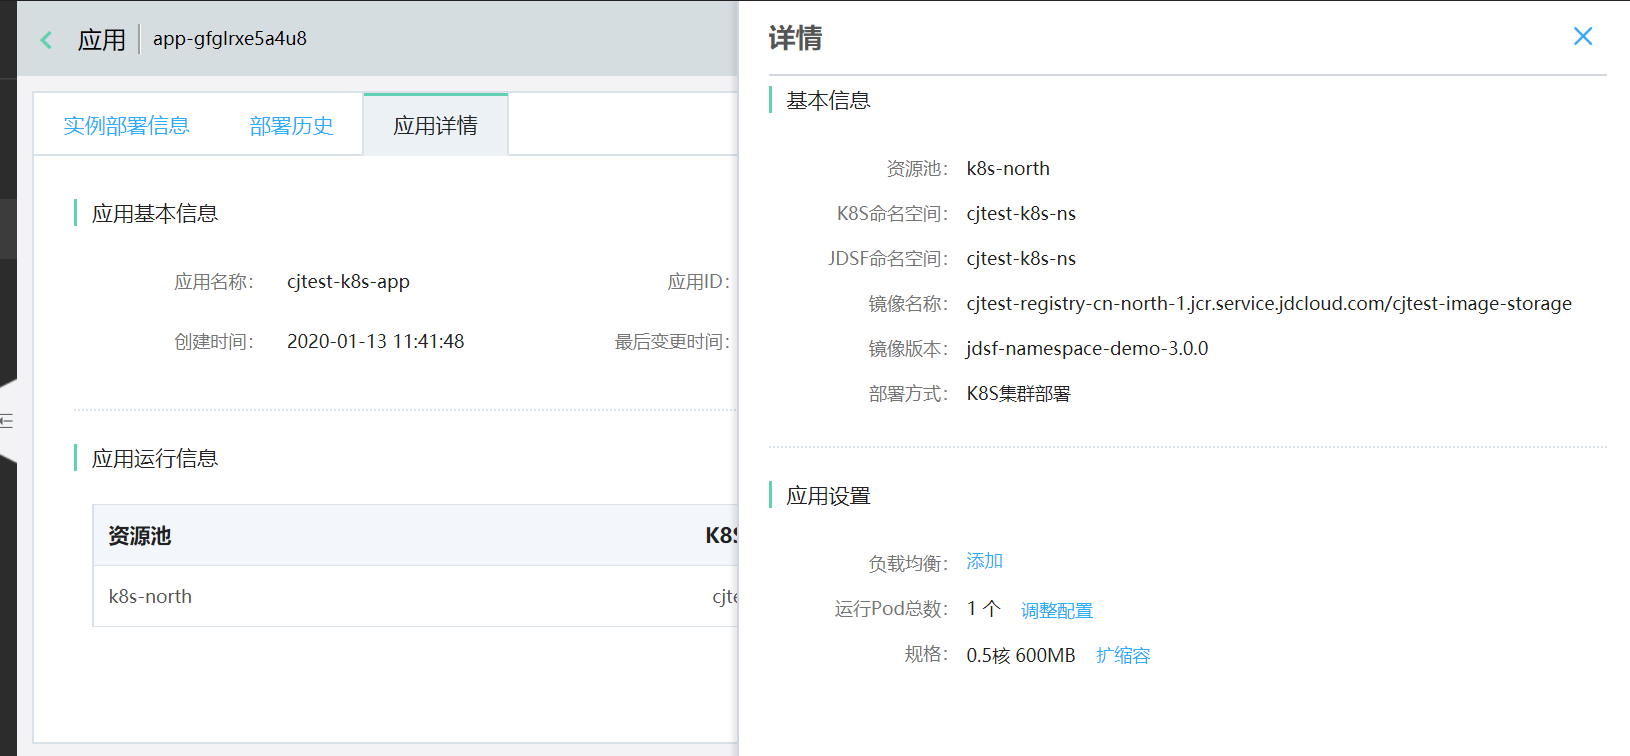 应用 app-gfglrxe5a4u8
实例部署信息 部署历史 应用详情
应用基本信息
应用名称： cjtest-k8s-app 应用ID：
创建时间： 2020-01-13 11:41:48 最后变更时间：
应用运行信息
资源池 K8S
k8s-north cjte
详情
基本信息
资源池： k8s-north
K8S命名空间： cjtest-k8s-ns
JDSF命名空间： cjtest-k8s-ns
镜像名称： cjtest-registry-cn-north-1.jcr.service.jdcloud.com/cjtest-image-storage
镜像版本： jdsf-namespace-demo-3.0.0
部署方式： K8S集群部署
应用设置
负载均衡： 添加
运行Pod总数： 1 个 调整配置
规格： 0.5核 600MB 扩缩容